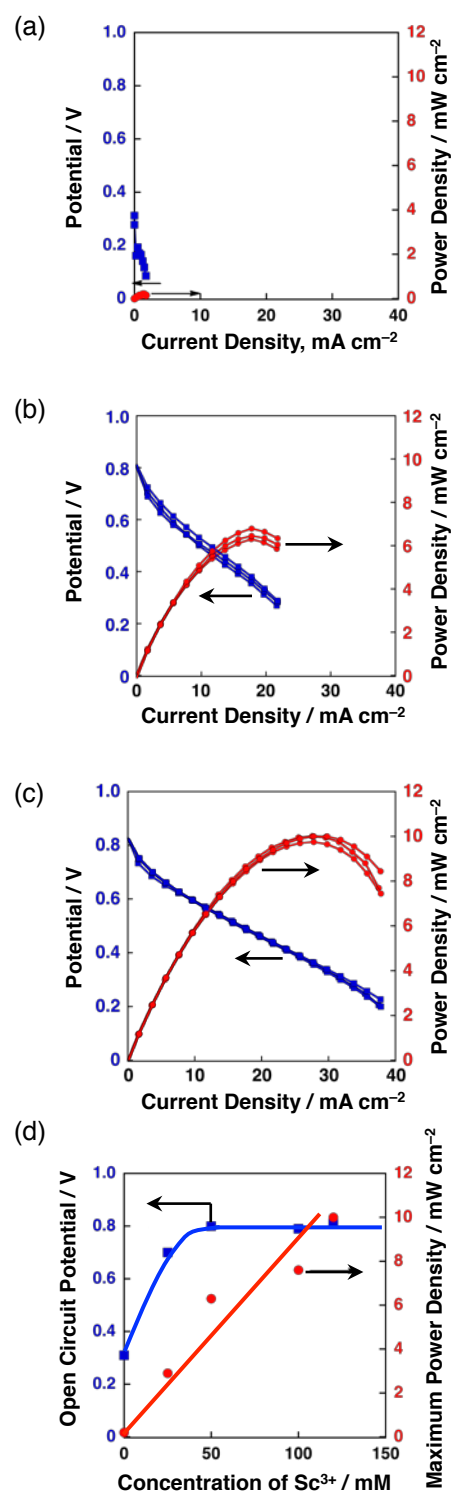 (a)
1.0
0.8
0.6
0.4
0.2
0
Potential / V
12
10
8
6
4
2
0
Power Density / mW cm⁻²
0 10 20 30 40
Current Density, mA cm⁻²
(b)
1.0
0.8
0.6
0.4
0.2
0
Potential / V
12
10
8
6
4
2
0
Power Density / mW cm⁻²
0 10 20 30 40
Current Density / mA cm⁻²
(c)
1.0
0.8
0.6
0.4
0.2
0
Potential / V
12
10
8
6
4
2
0
Power Density / mW cm⁻²
0 10 20 30 40
Current Density / mA cm⁻²
(d)
1.0
0.8
0.6
0.4
0.2
0.0
Open Circuit Potential / V
12
10
8
6
4
2
0
Maximum Power Density / mW cm⁻²
0 50 100 150
Concentration of Sc³⁺ / mM